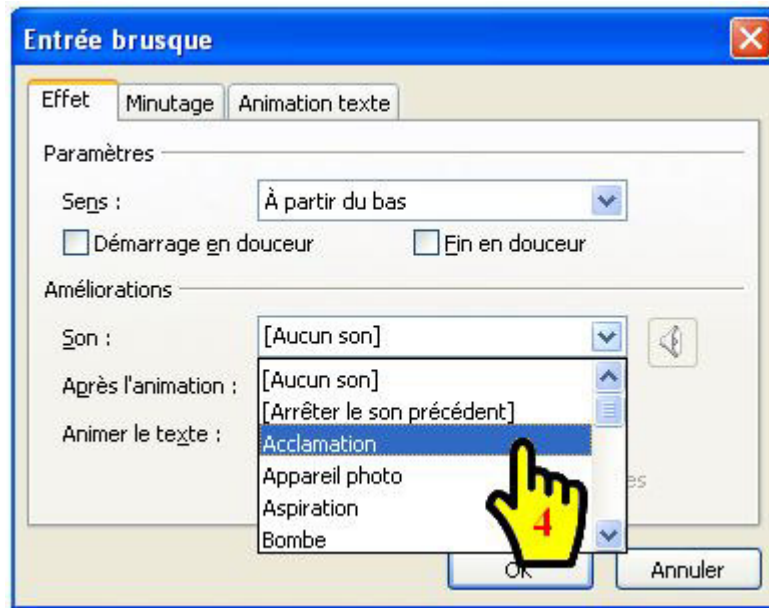 Entrée brusque
Effet Minutage Animation texte
Paramètres
Sens : À partir du bas
Démarrage en douceur Fin en douceur
Améliorations
Son : [Aucun son]
Après l'animation : [Aucun son]
[Arrêter le son précédent]
Animer le texte : Acclamation
Appareil photo
Aspiration
4
Bombe
OK Annuler